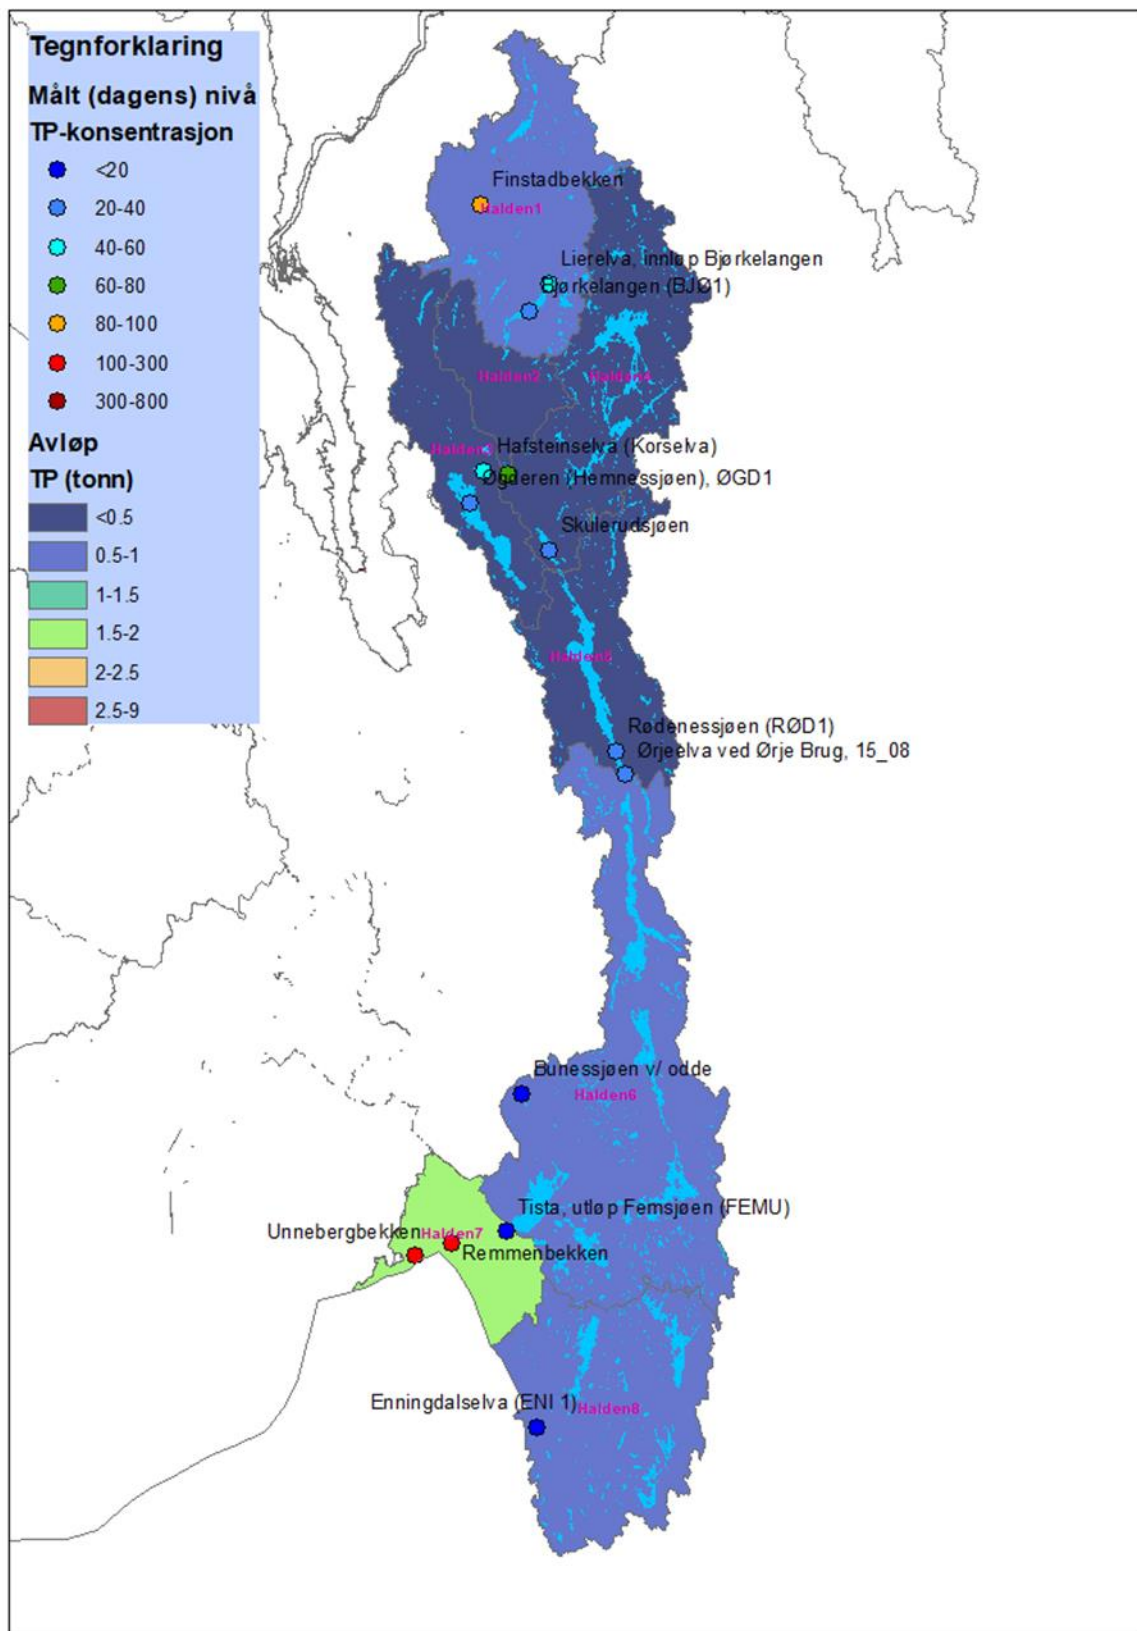 Tegnforklaring
Målt (dagens) nivå
TP-konsentrasjon
<20
20-40
40-60
60-80
80-100
100-300
300-800
Avløp
TP (tonn)
<0.5
0.5-1
1-1.5
1.5-2
2-2.5
2.5-9
Finstadbekken
Halden1
Lierelva, innløp Bjørkelangen
Bjørkelangen (BJØ1)
Halden2
Halden4
Halden3
Hafsteinselva (Korselva)
Øgderen (Hemnessjøen), ØGD1
Skulerudsjøen
Halden5
Rødenessjøen (RØD1)
Ørjeelva ved Ørje Brug, 15_08
Bunessjøen v/ odde
Halden6
Tista, utløp Femsjøen (FEMU)
Unnebergbekken
Halden7
Remmenbekken
Enningdalselva (ENI 1)
Halden8